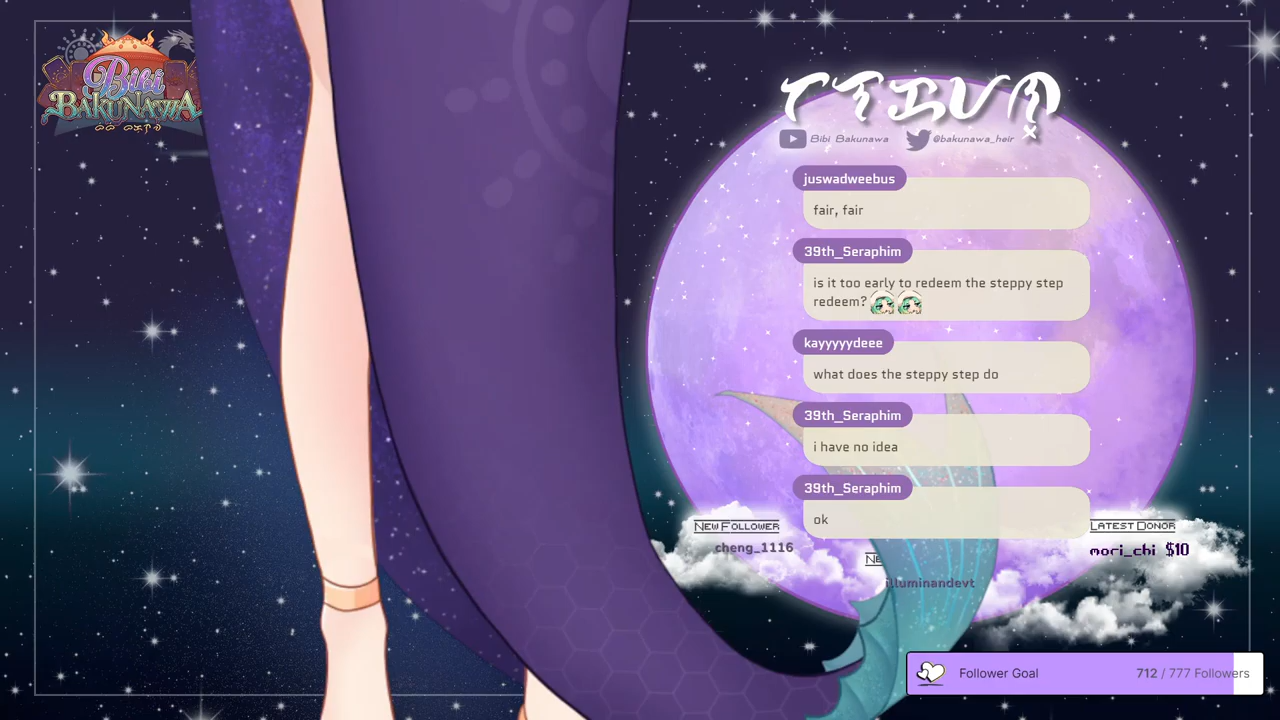 Bibi
BAKUNAWA
Bibi Bakunawa
@bakunawa_heir
juswadweebus
fair, fair
39th_Seraphim
is it too early to redeem the steppy step
redeem?
kayyyyydeee
what does the steppy step do
39th_Seraphim
i have no idea
39th_Seraphim
ok
New Follower
cheng_1116
Ne
illuminandevt
Latest Donor
mori_chi $10
Follower Goal
712 / 777 Followers